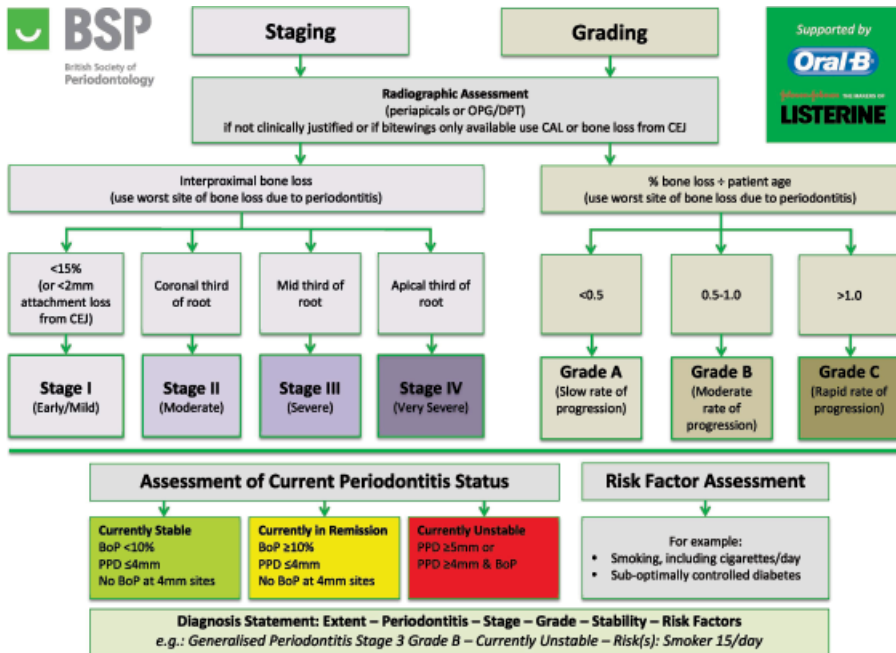 BSP
British Society of
Periodontology
Staging
Grading
Supported by
Oral-B
Johnson & Johnson THE MAKERS OF
LISTERINE
Radiographic Assessment
(periapicals or OPG/DPT)
if not clinically justified or if bitewings only available use CAL or bone loss from CEJ
Interproximal bone loss
(use worst site of bone loss due to periodontitis)
% bone loss ÷ patient age
(use worst site of bone loss due to periodontitis)
<15%
(or <2mm
attachment loss
from CEJ)
Coronal third
of root
Mid third of
root
Apical third of
root
<0.5
0.5-1.0
>1.0
Stage I
(Early/Mild)
Stage II
(Moderate)
Stage III
(Severe)
Stage IV
(Very Severe)
Grade A
(Slow rate of
progression)
Grade B
(Moderate
rate of
progression)
Grade C
(Rapid rate of
progression)
Assessment of Current Periodontitis Status
Risk Factor Assessment
Currently Stable
BoP <10%
PPD ≤4mm
No BoP at 4mm sites
Currently in Remission
BoP ≥10%
PPD ≤4mm
No BoP at 4mm sites
Currently Unstable
PPD ≥5mm or
PPD ≥4mm & BoP
For example:
• Smoking, including cigarettes/day
• Sub-optimally controlled diabetes
Diagnosis Statement: Extent – Periodontitis – Stage – Grade – Stability – Risk Factors
e.g.: Generalised Periodontitis Stage 3 Grade B – Currently Unstable – Risk(s): Smoker 15/day